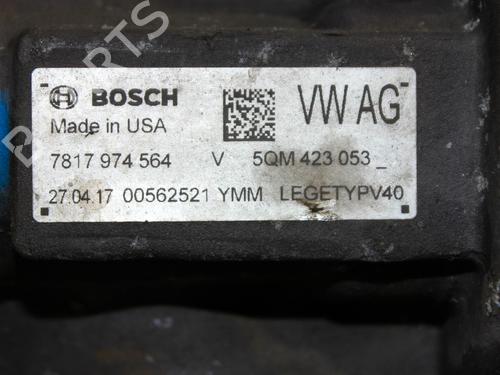 BOSCH
VW AG
Made in USA
7817 974 564 V 5QM 423 053 _
27.04.17 00562521 YMM LEGETYPV40